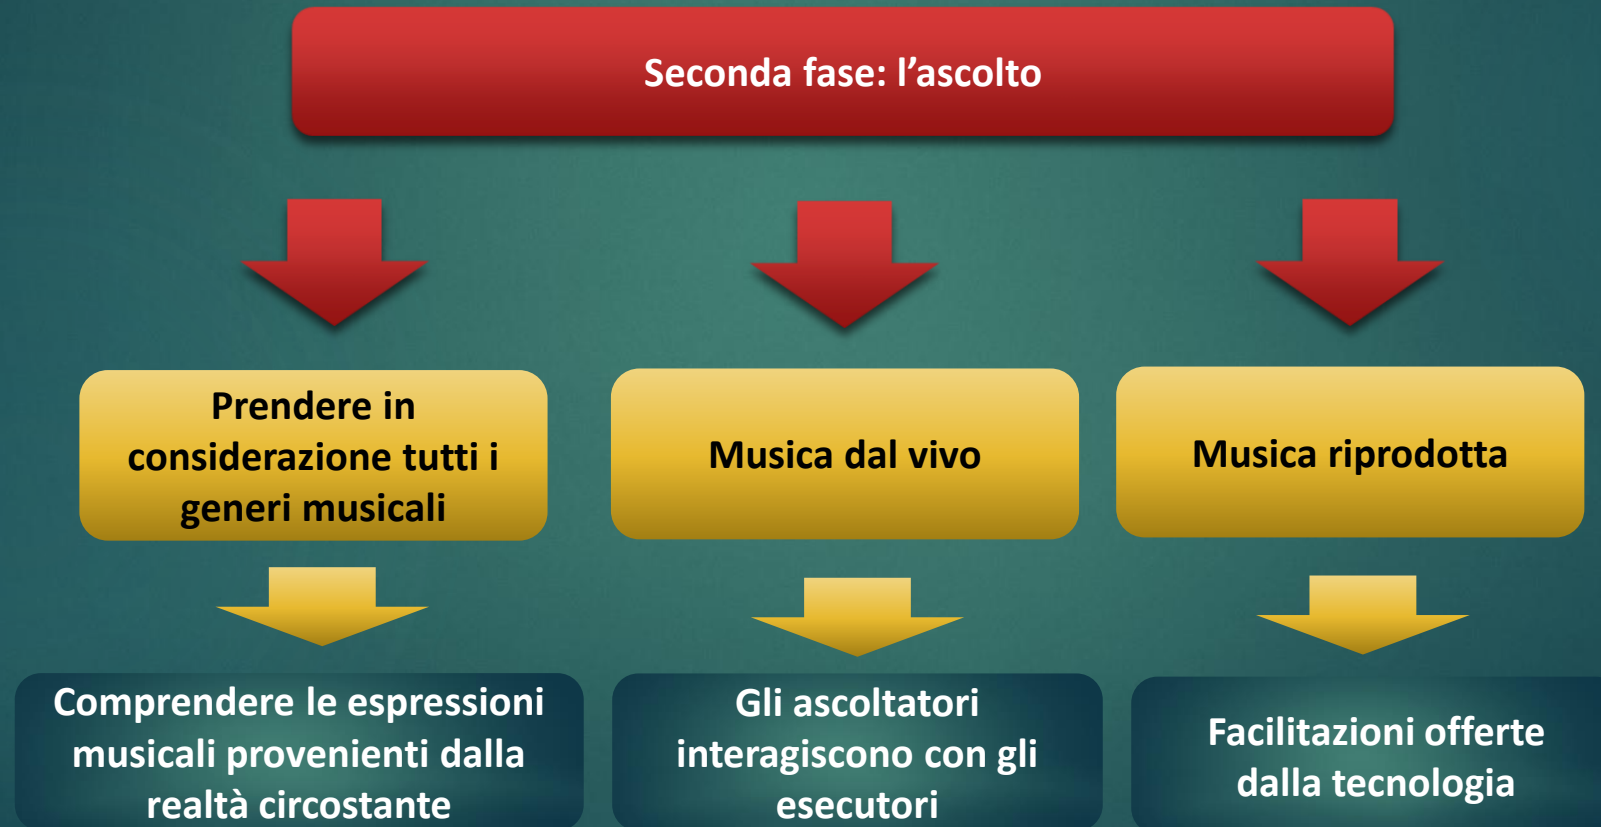 Seconda fase: l’ascolto
Prendere in
considerazione tutti i
generi musicali
Musica dal vivo
Musica riprodotta
Comprendere le espressioni
musicali provenienti dalla
realtà circostante
Gli ascoltatori
interagiscono con gli
esecutori
Facilitazioni offerte
dalla tecnologia